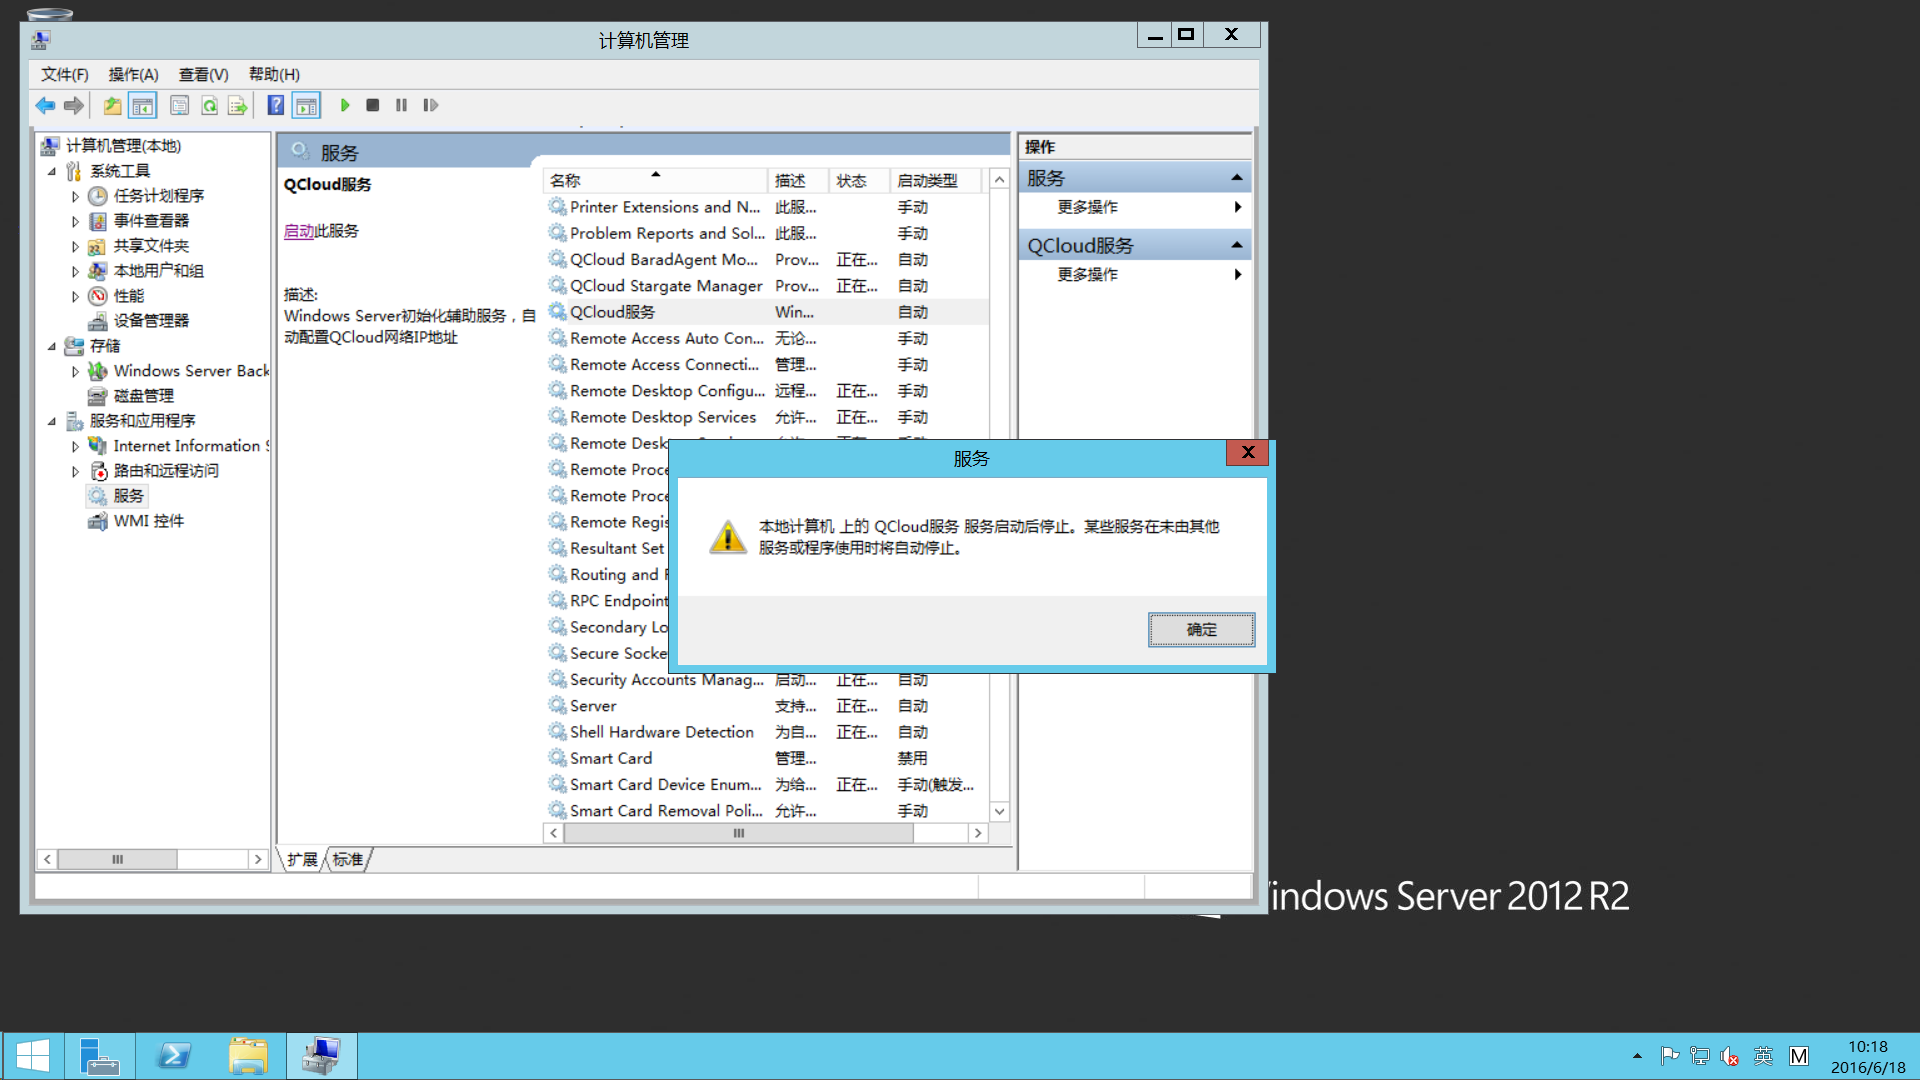 计算机管理
文件(F) 操作(A) 查看(V) 帮助(H)
计算机管理(本地)
系统工具
任务计划程序
事件查看器
共享文件夹
本地用户和组
性能
设备管理器
存储
Windows Server Back
磁盘管理
服务和应用程序
Internet Information
路由和远程访问
服务
WMI 控件
服务
QCloud服务
启动此服务
描述:
Windows Server初始化辅助服务，自
动配置QCloud网络IP地址
名称 描述 状态 启动类型
Printer Extensions and N... 此服... 手动
Problem Reports and Sol... 此服... 手动
QCloud BaradAgent Mo... Prov... 正在... 自动
QCloud Stargate Manager Prov... 正在... 自动
QCloud服务 Win... 自动
Remote Access Auto Con... 无论... 手动
Remote Access Connecti... 管理... 手动
Remote Desktop Configu... 远程... 正在... 手动
Remote Desktop Services 允许... 正在... 手动
Remote Desk
Remote Proce
Remote Proce
Remote Regis
Resultant Set
Routing and
RPC Endpoint
Secondary Lo
Secure Socke
Security Accounts Manag... 启动... 正在... 自动
Server 支持... 正在... 自动
Shell Hardware Detection 为自... 正在... 自动
Smart Card 管理... 禁用
Smart Card Device Enum... 为给... 正在... 手动(触发...
Smart Card Removal Poli... 允许... 手动
扩展 标准
操作
服务
更多操作
QCloud服务
更多操作
服务
本地计算机 上的 QCloud服务 服务启动后停止。某些服务在未由其他
服务或程序使用时将自动停止。
确定
indows Server 2012 R2
英 M
10:18
2016/6/18